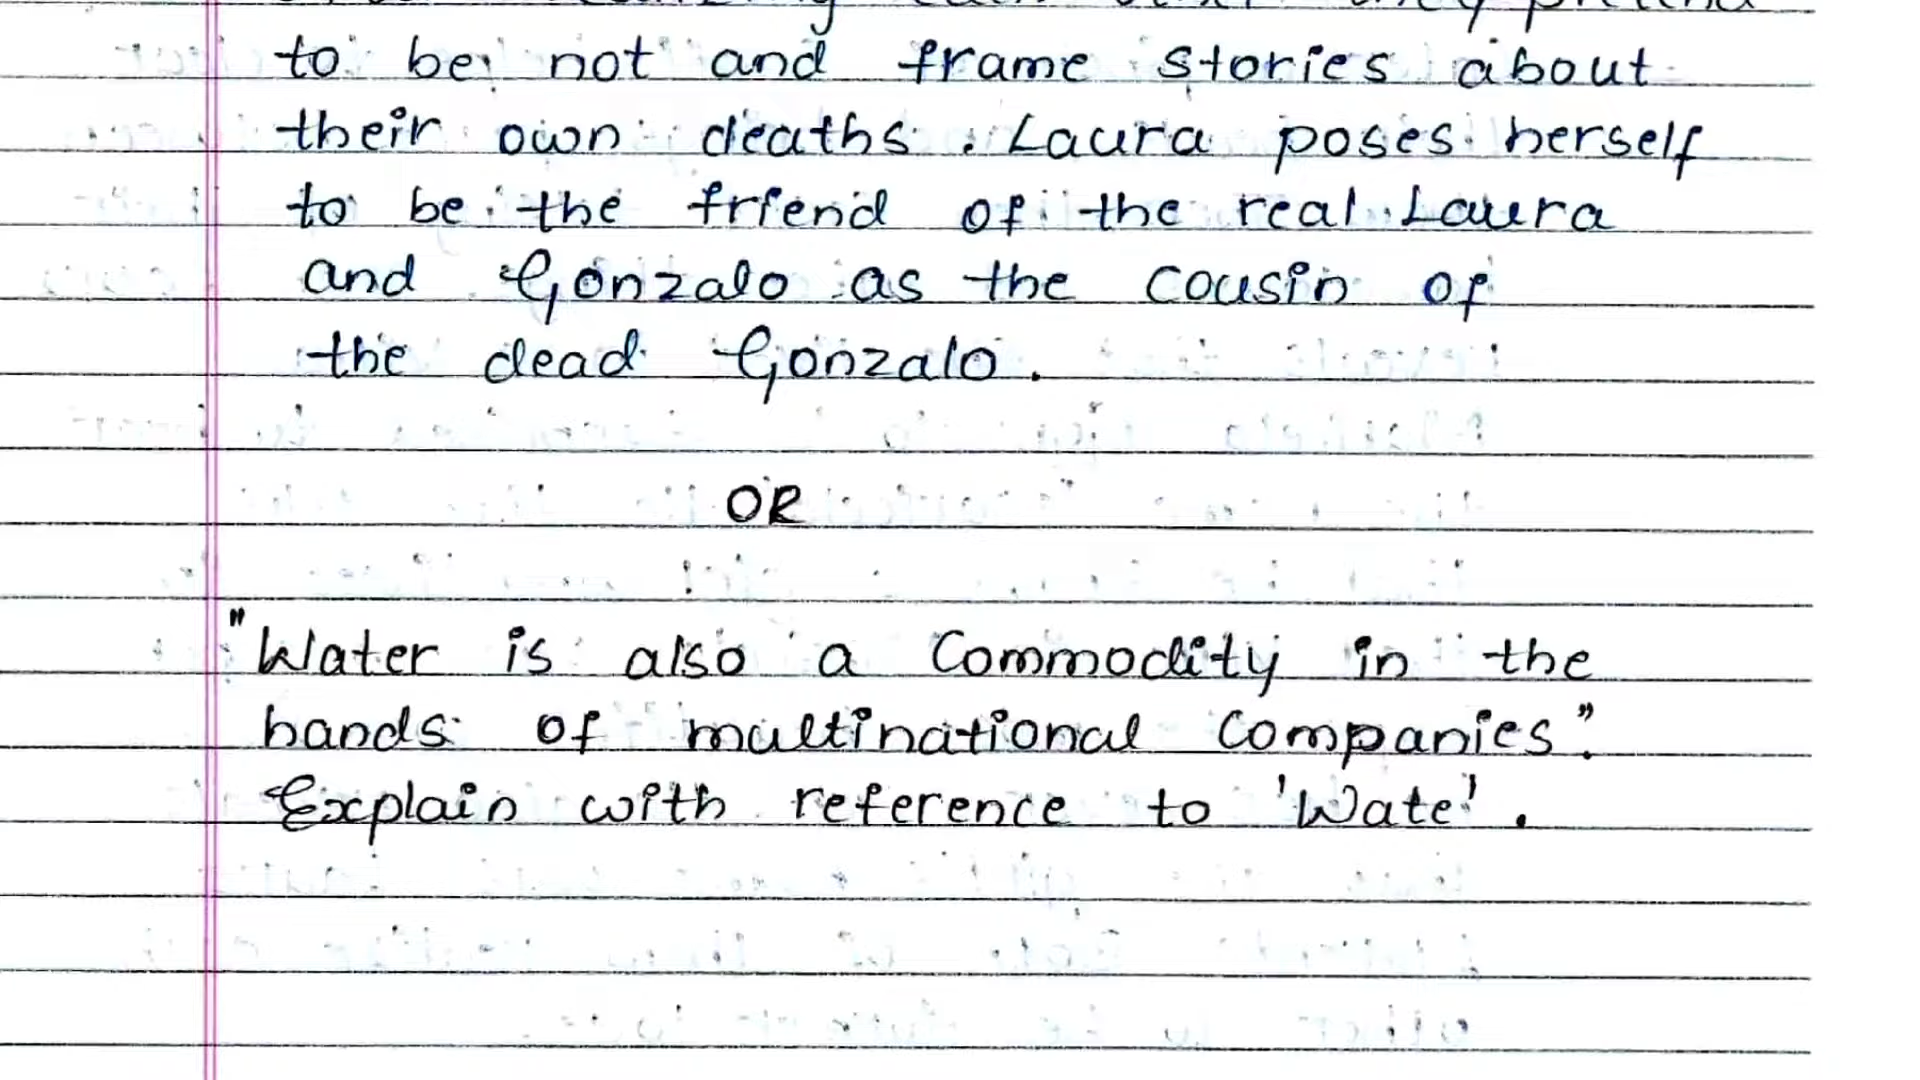 to be not and frame stories about
their own deaths. Laura poses herself
to be the friend of the real Laura
and Gonzalo as the cousin of
the dead Gonzalo.
OR
"Water is also a Commodity in the
hands of multinational Companies".
Explain with reference to 'Wate'.